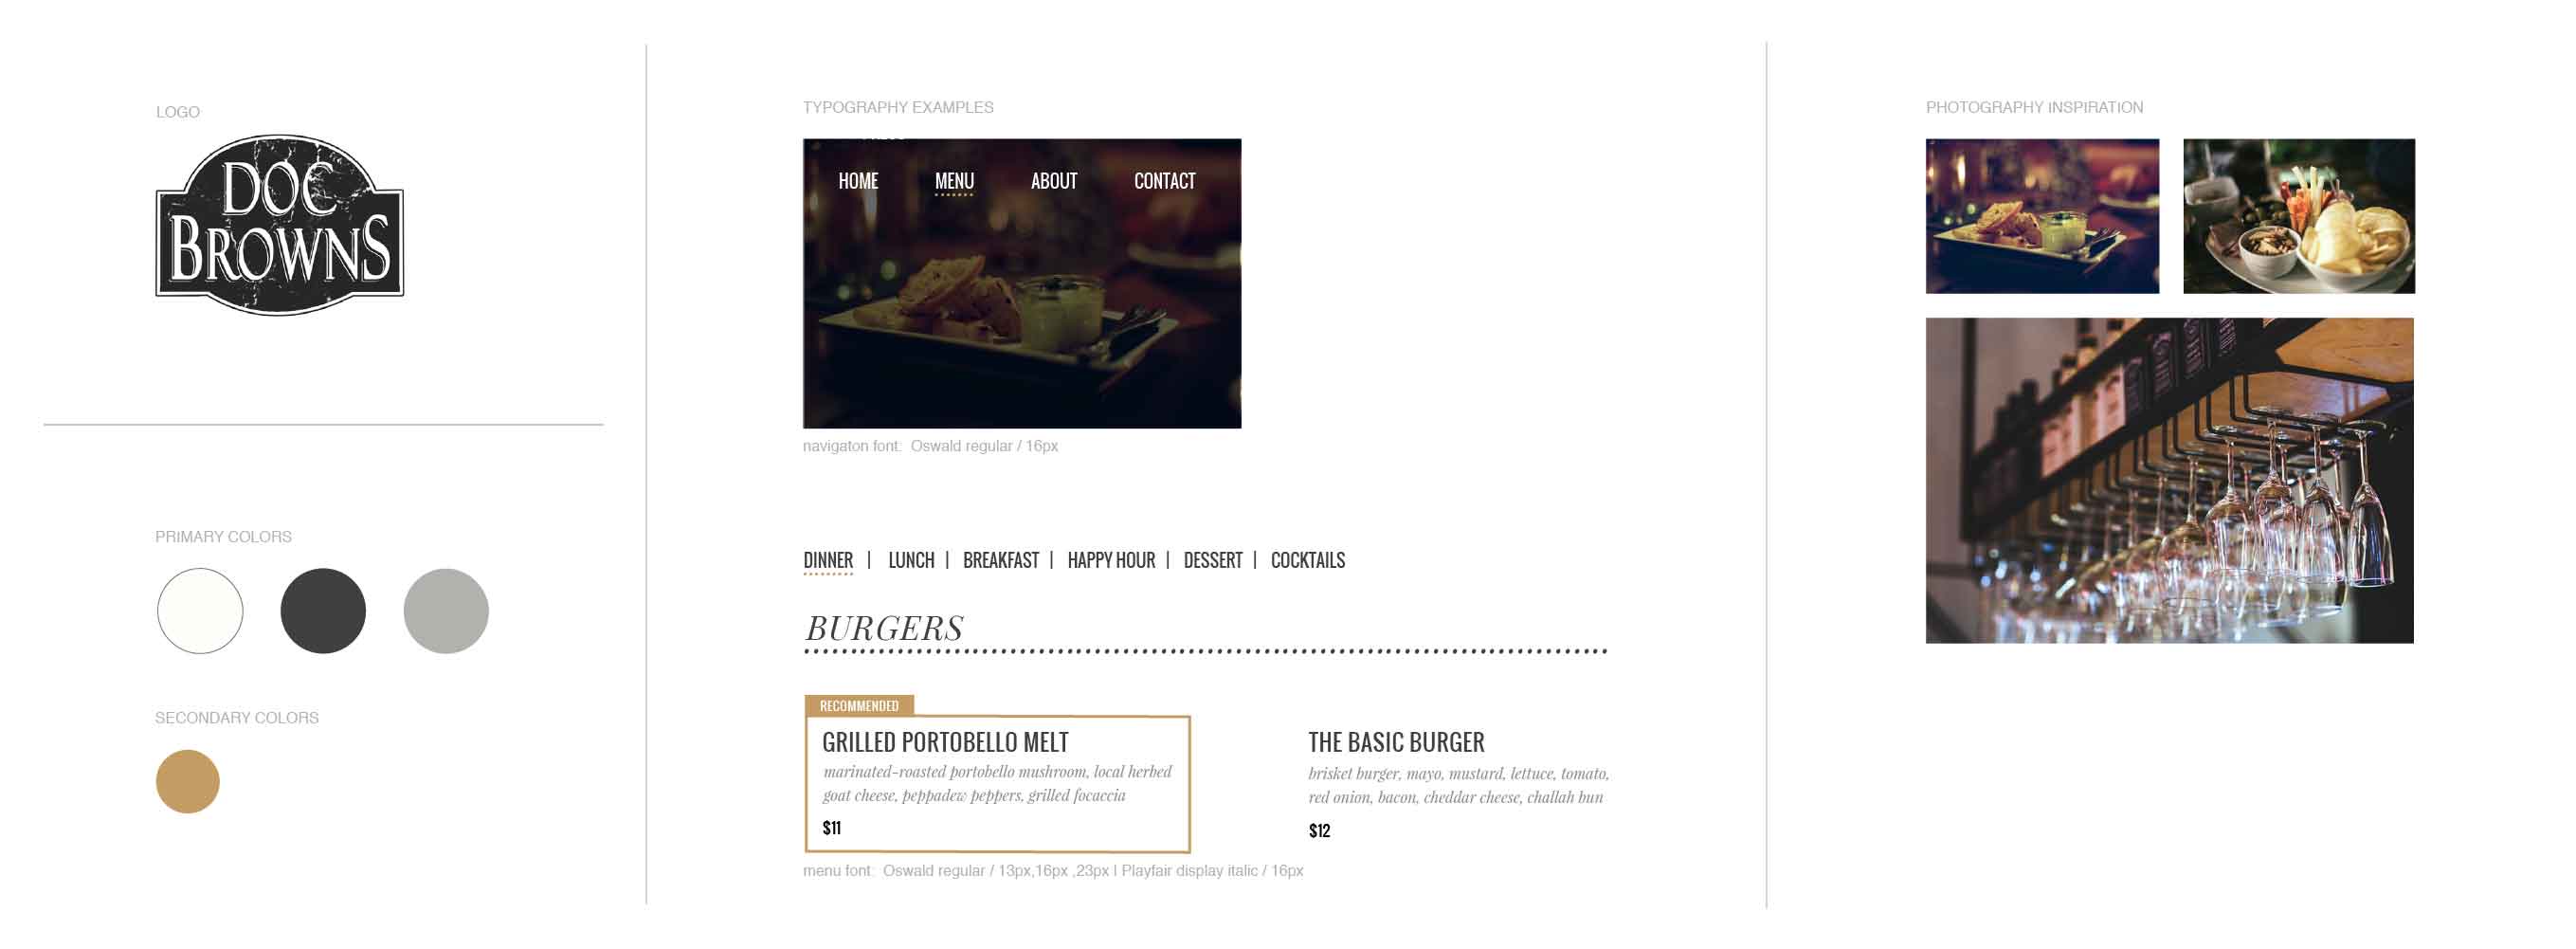 LOGO
DOC
BROWNS
PRIMARY COLORS
SECONDARY COLORS
TYPOGRAPHY EXAMPLES
HOME MENU ABOUT CONTACT
navigaton font: Oswald regular / 16px
DINNER | LUNCH | BREAKFAST | HAPPY HOUR | DESSERT | COCKTAILS
BURGERS
RECOMMENDED
GRILLED PORTOBELLO MELT
marinated-roasted portobello mushroom, local herbed
goat cheese, peppadew peppers, grilled focaccia
$11
THE BASIC BURGER
brisket burger, mayo, mustard, lettuce, tomato,
red onion, bacon, cheddar cheese, challah bun
$12
menu font: Oswald regular / 13px,16px ,23px | Playfair display italic / 16px
PHOTOGRAPHY INSPIRATION